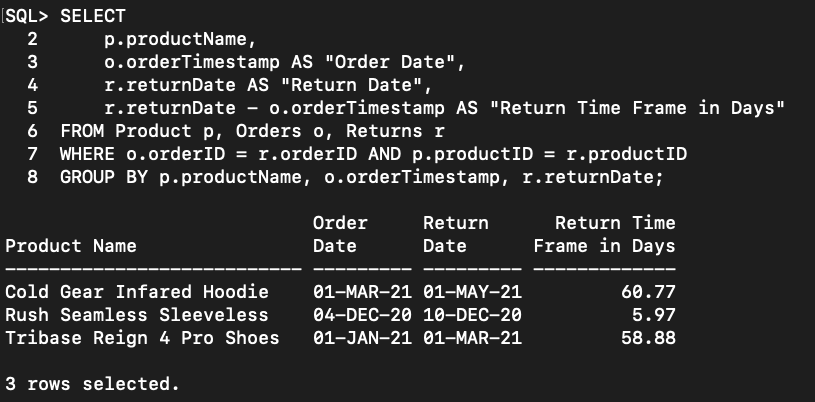 SQL> SELECT
2 p.productName,
3 o.orderTimestamp AS "Order Date",
4 r.returnDate AS "Return Date",
5 r.returnDate - o.orderTimestamp AS "Return Time Frame in Days"
6 FROM Product p, Orders o, Returns r
7 WHERE o.orderID = r.orderID AND p.productID = r.productID
8 GROUP BY p.productName, o.orderTimestamp, r.returnDate;
Order Return Return Time
Product Name Date Date Frame in Days
--------------------------- --------- --------- -------------
Cold Gear Infared Hoodie 01-MAR-21 01-MAY-21 60.77
Rush Seamless Sleeveless 04-DEC-20 10-DEC-20 5.97
Tribase Reign 4 Pro Shoes 01-JAN-21 01-MAR-21 58.88
3 rows selected.